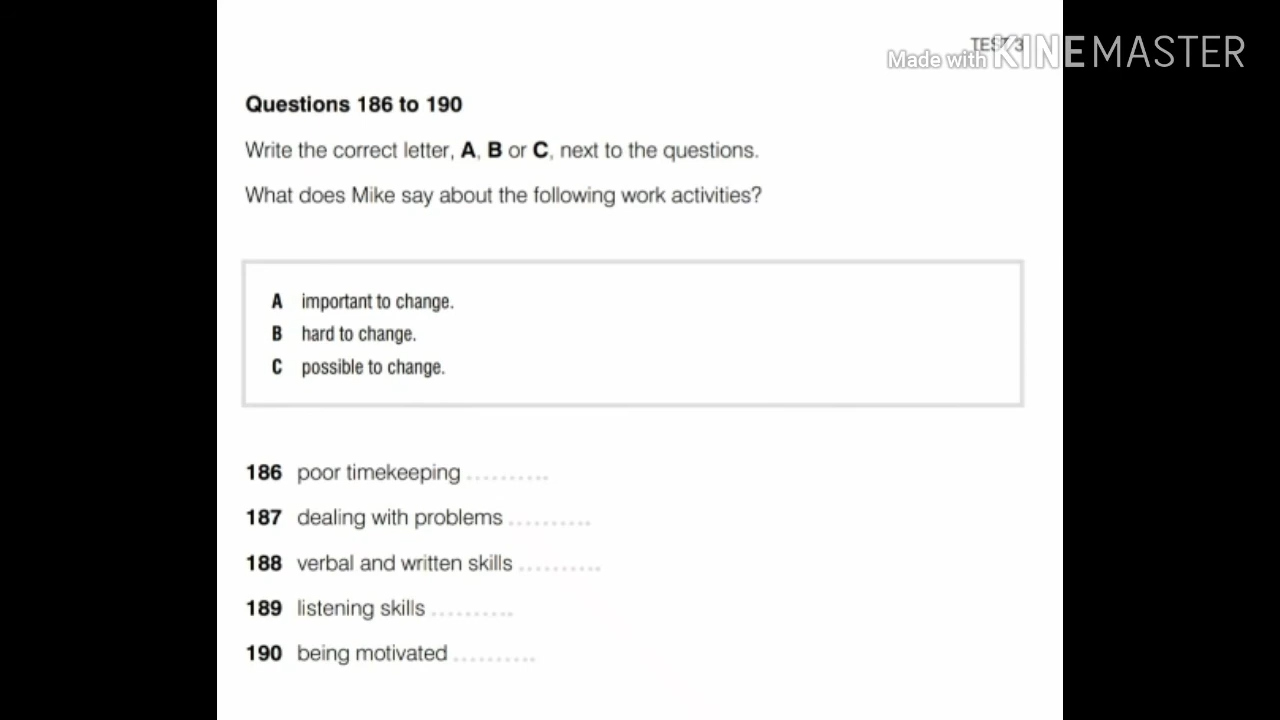 TEST 3
Made with KINEMASTER
Questions 186 to 190
Write the correct letter, A, B or C, next to the questions.
What does Mike say about the following work activities?
A important to change.
B hard to change.
C possible to change.
186 poor timekeeping ..........
187 dealing with problems ..........
188 verbal and written skills ..........
189 listening skills ..........
190 being motivated ..........